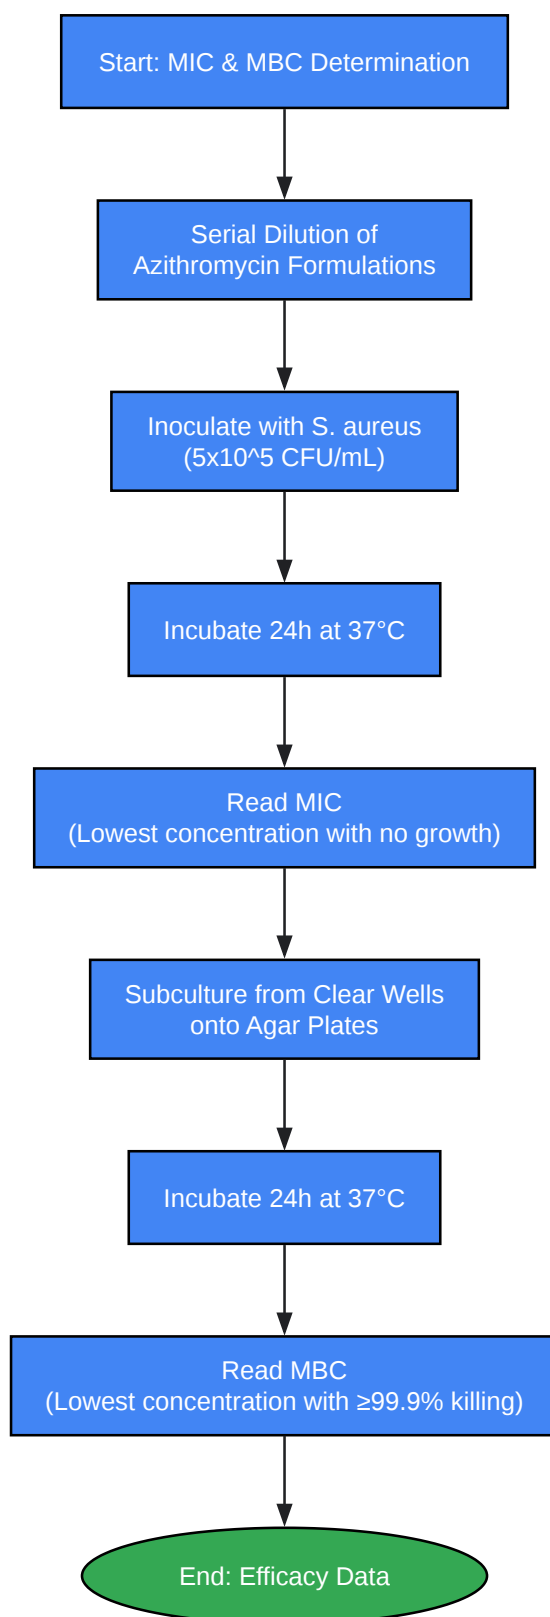 Start: MIC & MBC Determination
Serial Dilution of
Azithromycin Formulations
Inoculate with S. aureus
(5x10^5 CFU/mL)
Incubate 24h at 37°C
Read MIC
(Lowest concentration with no growth)
Subculture from Clear Wells
onto Agar Plates
Incubate 24h at 37°C
Read MBC
(Lowest concentration with ≥99.9% killing)
End: Efficacy Data